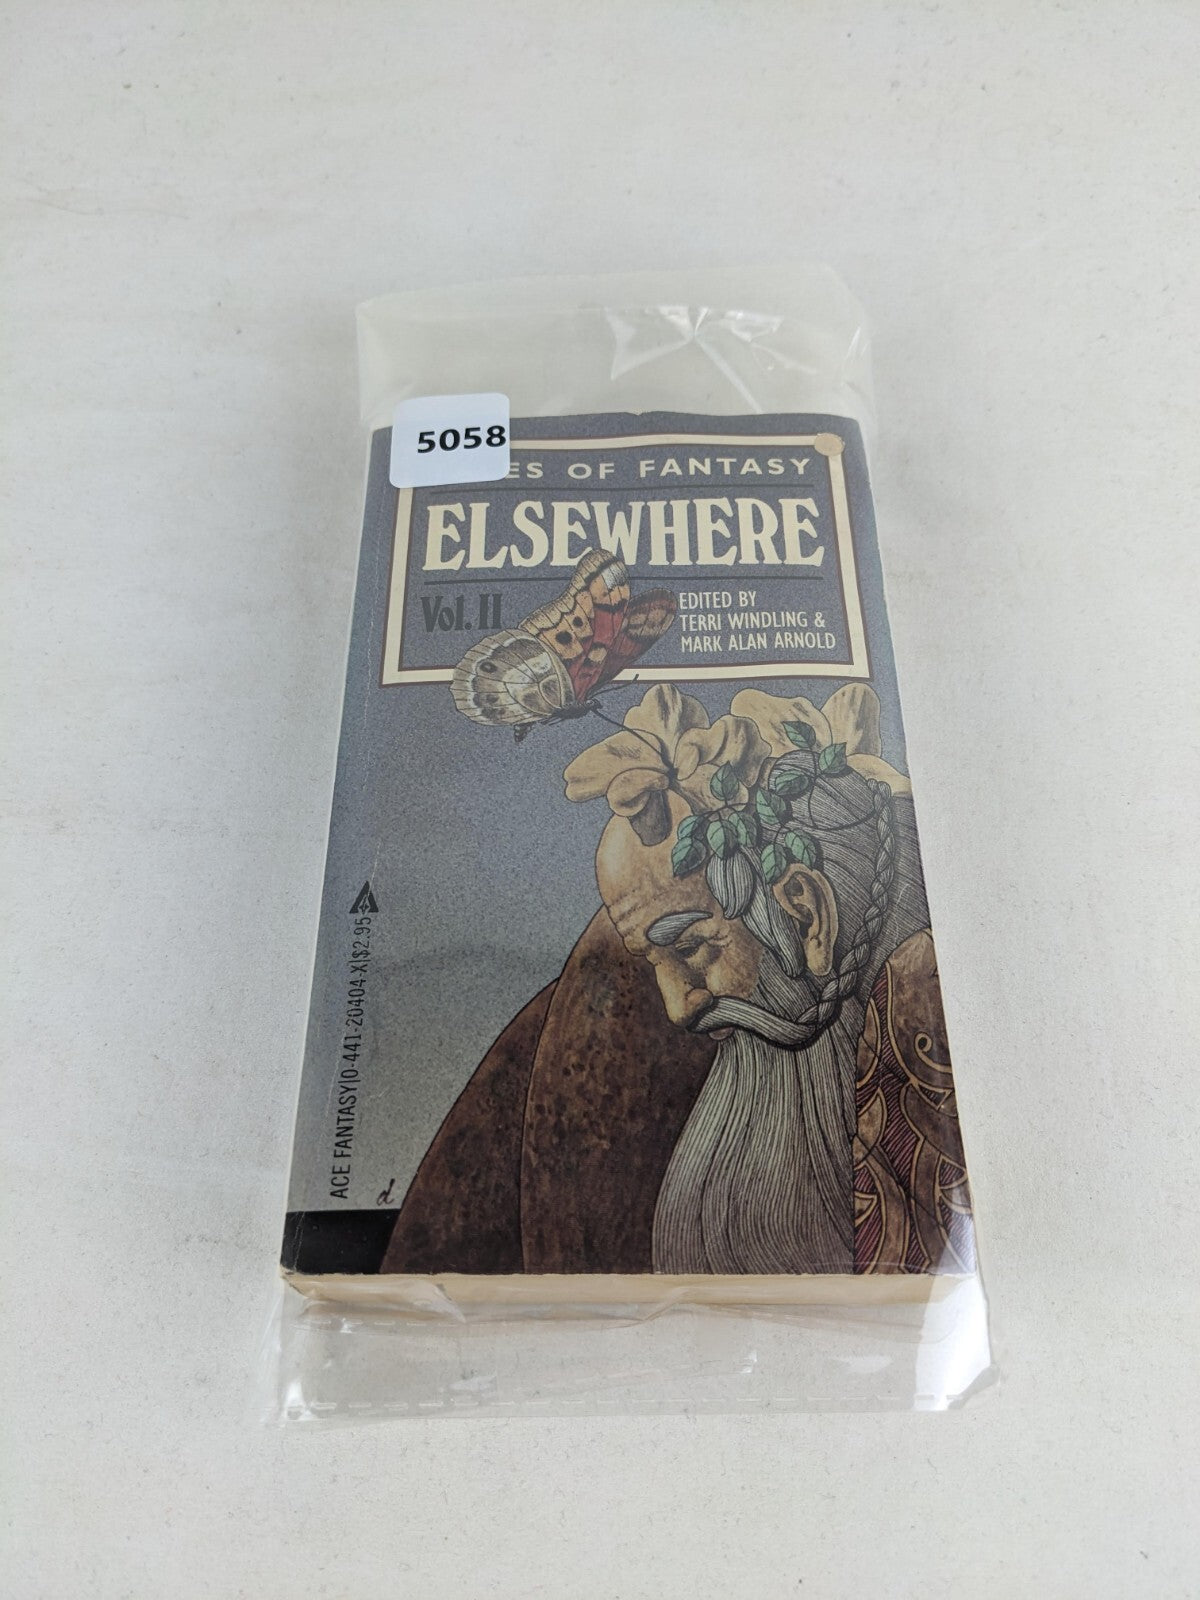 5058
ES OF FANTASY
ELSEWHERE
Vol. II
EDITED BY
TERRI WINDLING &
MARK ALAN ARNOLD
ACE FANTASY|0-441-20404-X|$2.95
d